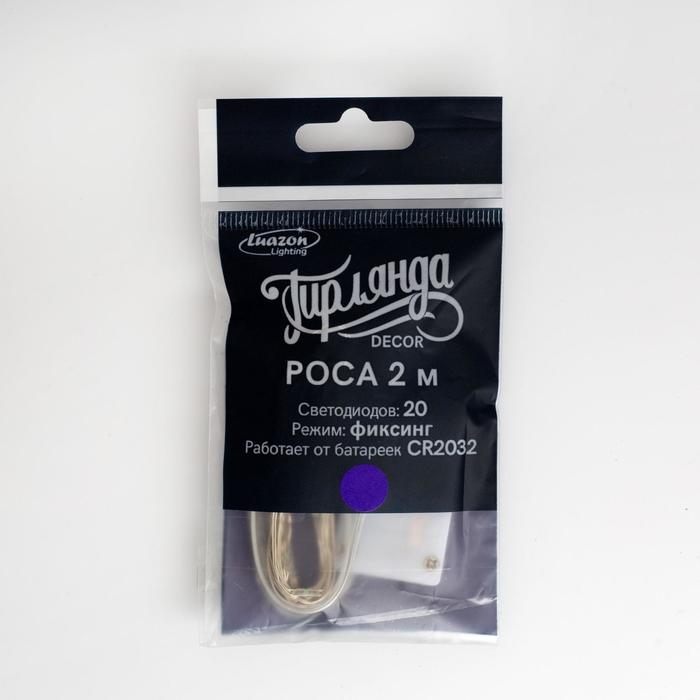 Luazon
Lighting
Гирлянда
DECOR
РОСА 2 м
Светодиодов: 20
Режим: фиксинг
Работает от батареек CR2032